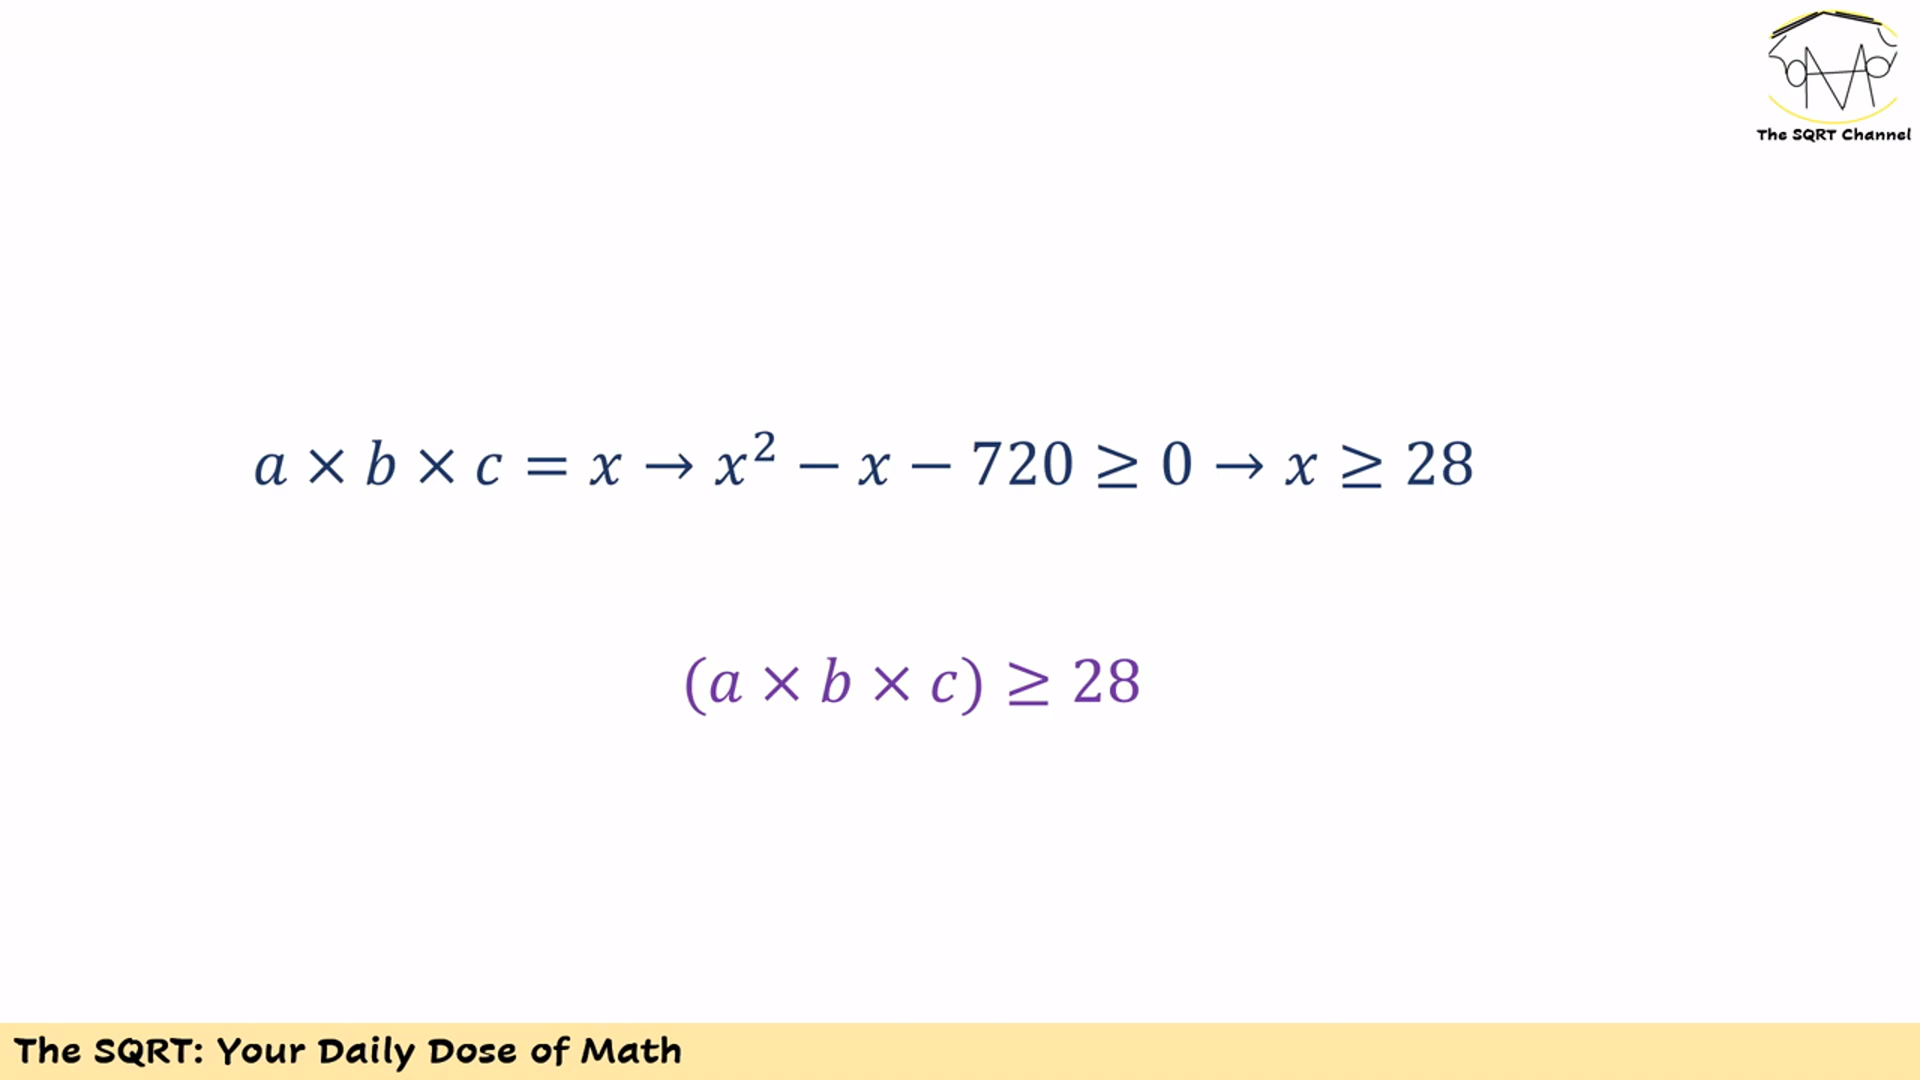 The SQRT Channel
a × b × c = x → x² − x − 720 ≥ 0 → x ≥ 28
(a × b × c) ≥ 28
The SQRT: Your Daily Dose of Math